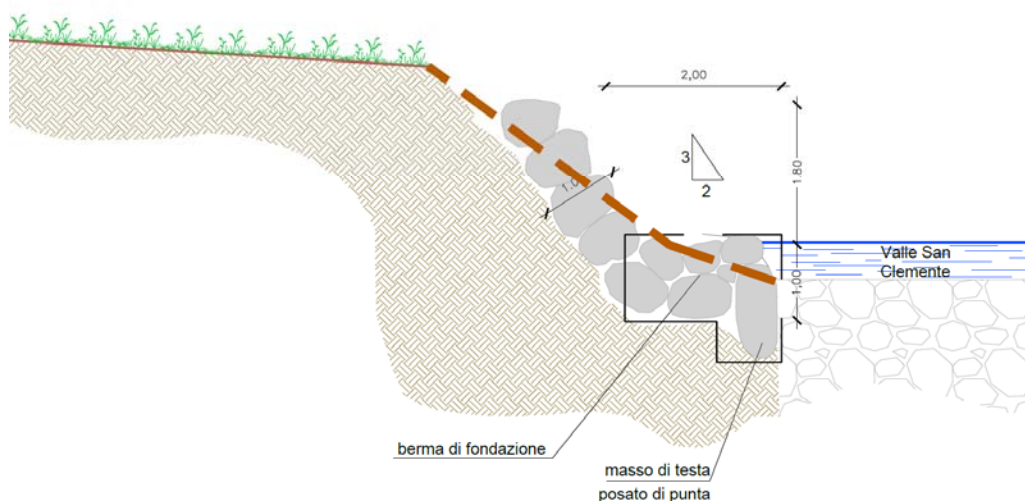 2,00
3
2
1.80
1.0
Valle San
Clemente
1,00
berma di fondazione
masso di testa
posato di punta